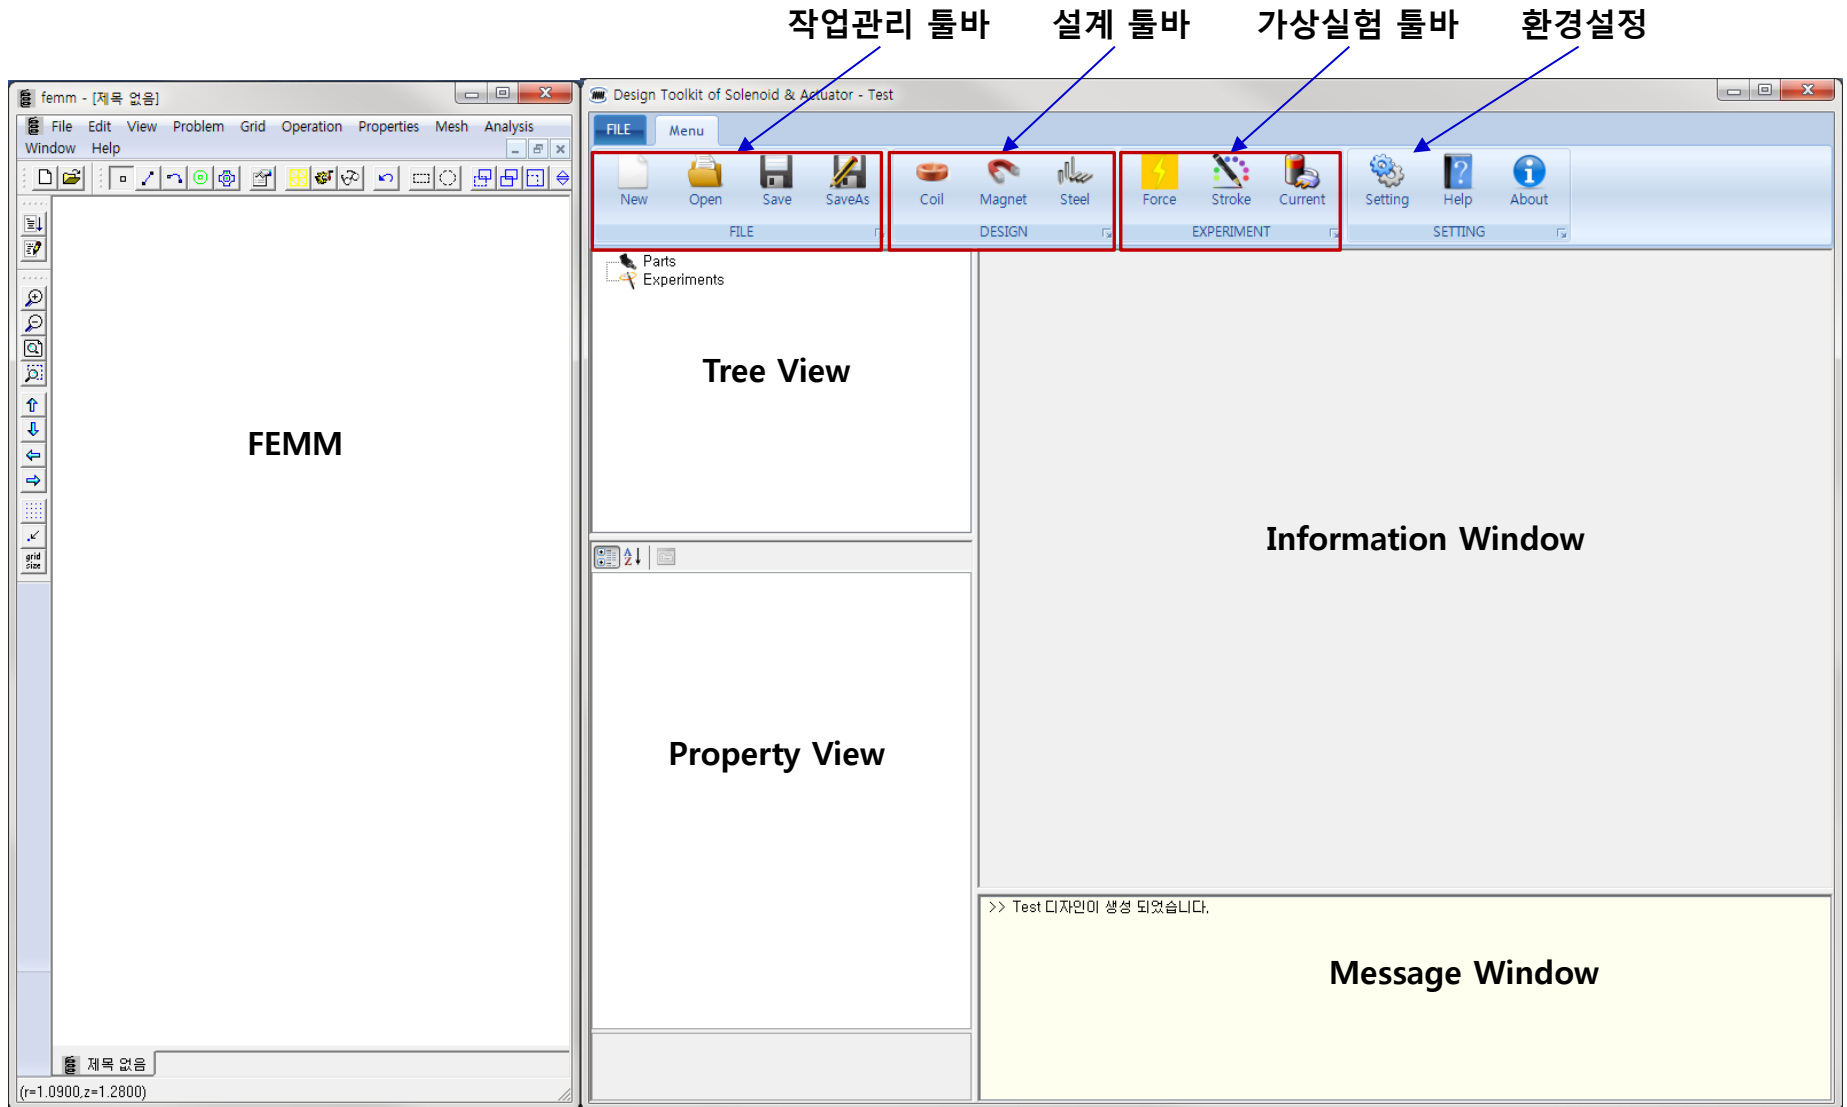 작업관리 툴바 설계 툴바 가상실험 툴바 환경설정
femm - [제목 없음]
File Edit View Problem Grid Operation Properties Mesh Analysis
Window Help
grid
size
FEMM
제목 없음
(r=1.0900,z=1.2800)
Design Toolkit of Solenoid & Actuator - Test
FILE Menu
New Open Save SaveAs Coil Magnet Steel Force Stroke Current Setting Help About
FILE DESIGN EXPERIMENT SETTING
Parts
Experiments
Tree View
Property View
Information Window
>> Test 디자인이 생성 되었습니다.
Message Window